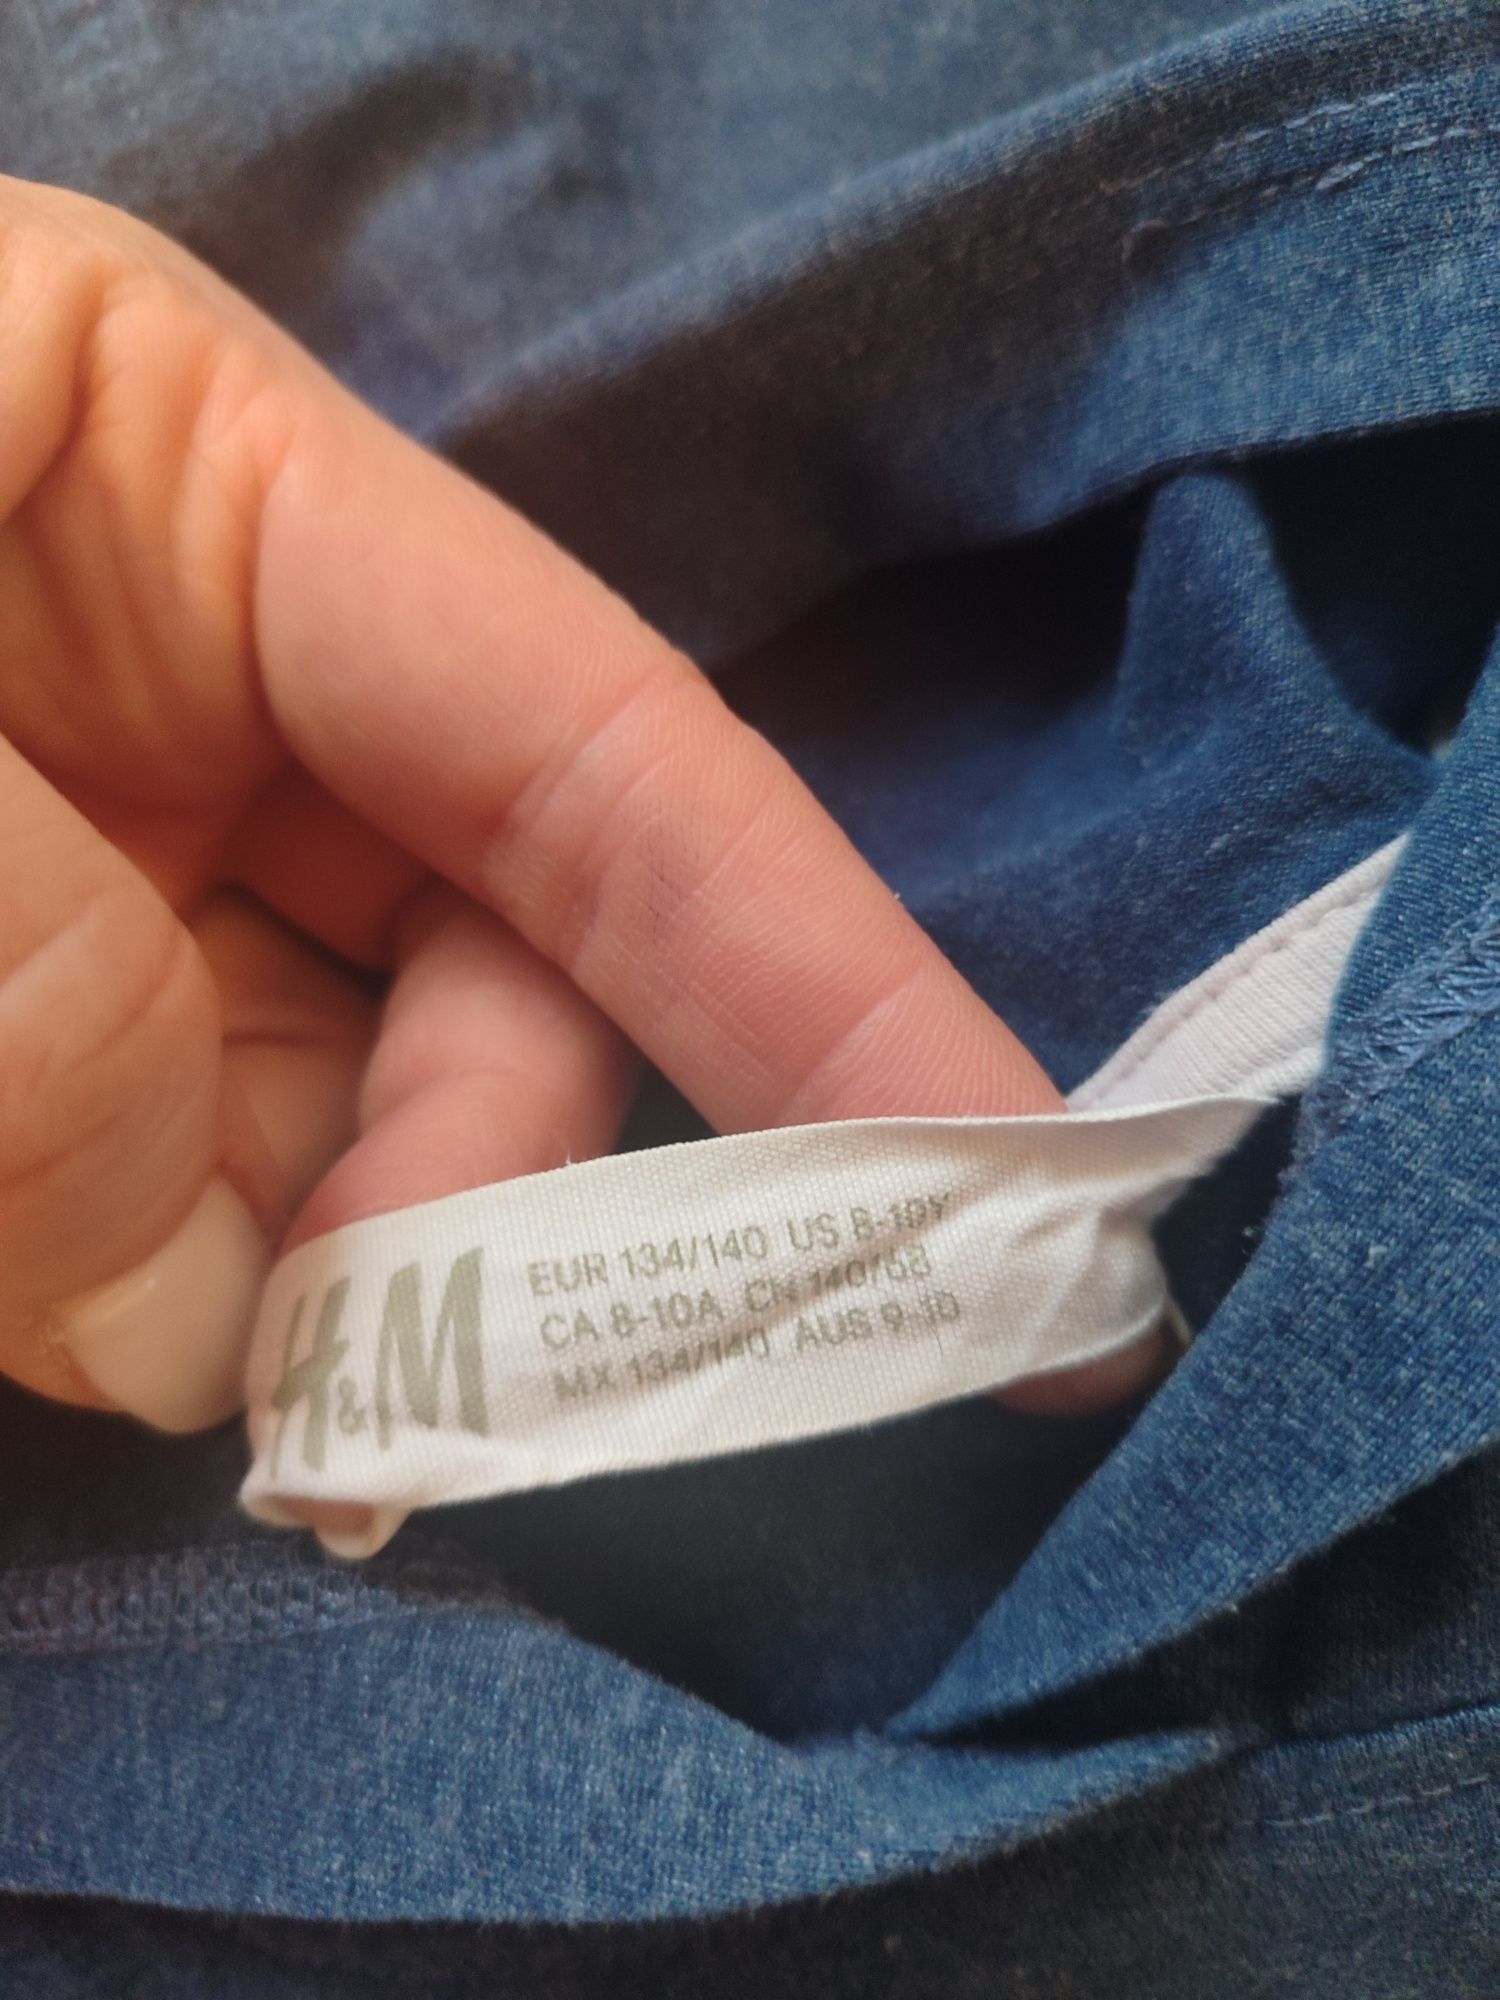 H&M
EUR 134/140 US 8-10Y
CA 8-10A CN 140/68
MX 134/140 AUS 9-10